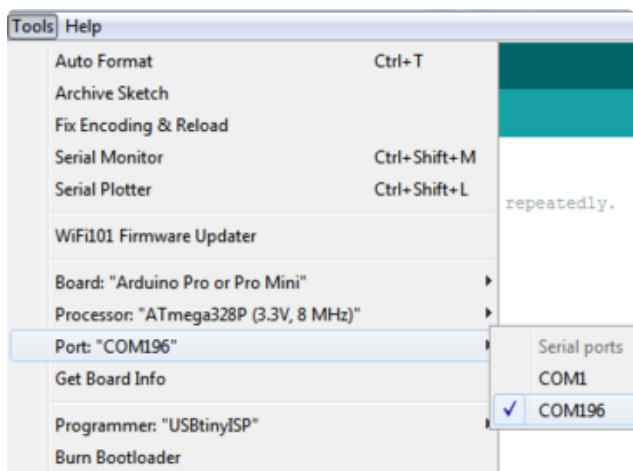 Tools Help
Auto Format Ctrl+T
Archive Sketch
Fix Encoding & Reload
Serial Monitor Ctrl+Shift+M
Serial Plotter Ctrl+Shift+L
repeatedly.
WiFi101 Firmware Updater
Board: "Arduino Pro or Pro Mini"
Processor: "ATmega328P (3.3V, 8 MHz)"
Port: "COM196"
Serial ports
Get Board Info
COM1
COM196
Programmer: "USBtinyISP"
Burn Bootloader